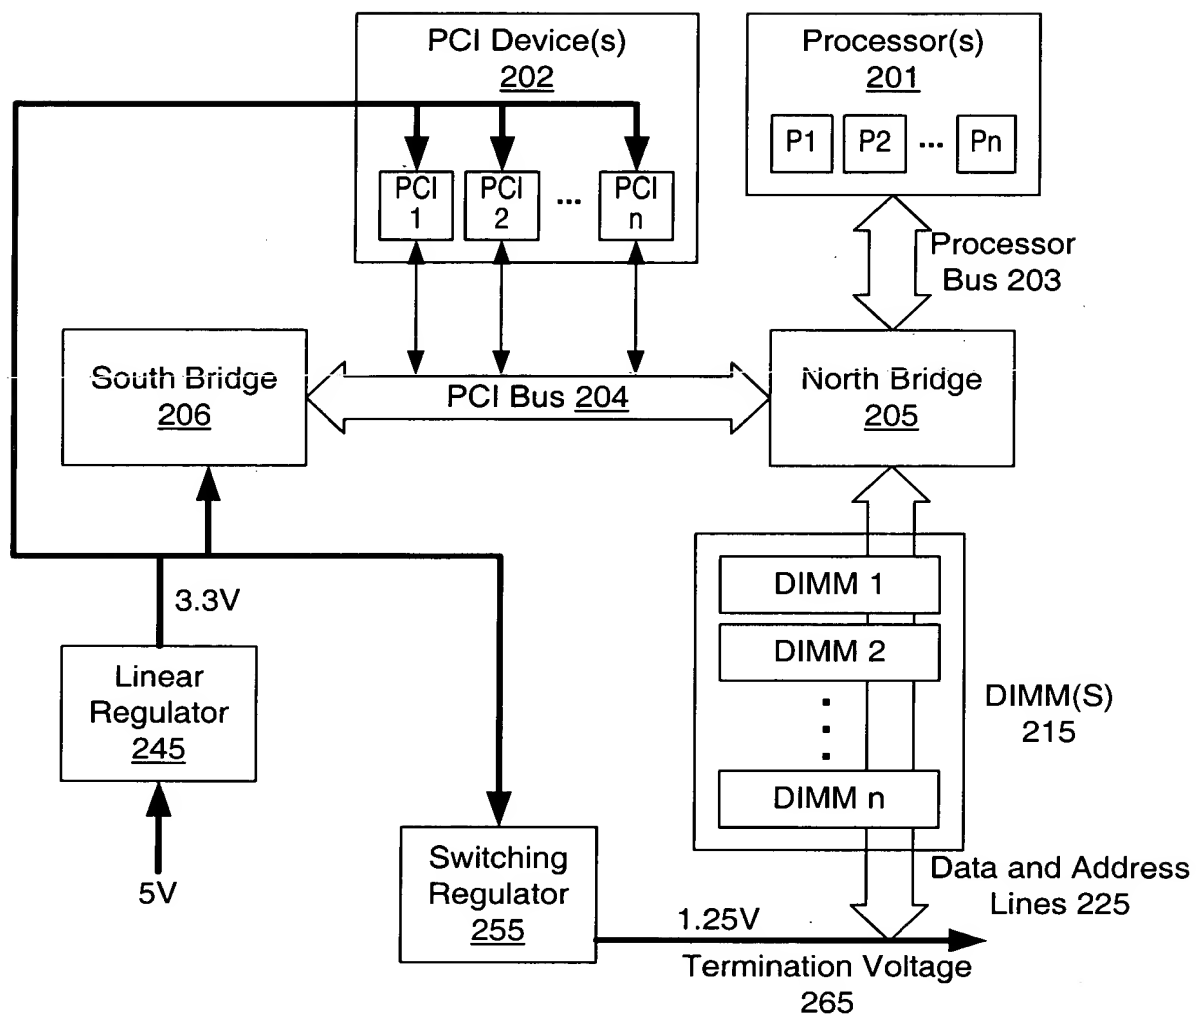 PCI Device(s)
202
Processor(s)
201
P1
P2
...
Pn
PCI
1
PCI
2
...
PCI
n
Processor
Bus 203
South Bridge
206
PCI Bus 204
North Bridge
205
3.3V
DIMM 1
DIMM 2
DIMM n
DIMM(S)
215
Linear
Regulator
245
5V
Switching
Regulator
255
Data and Address
Lines 225
1.25V
Termination Voltage
265